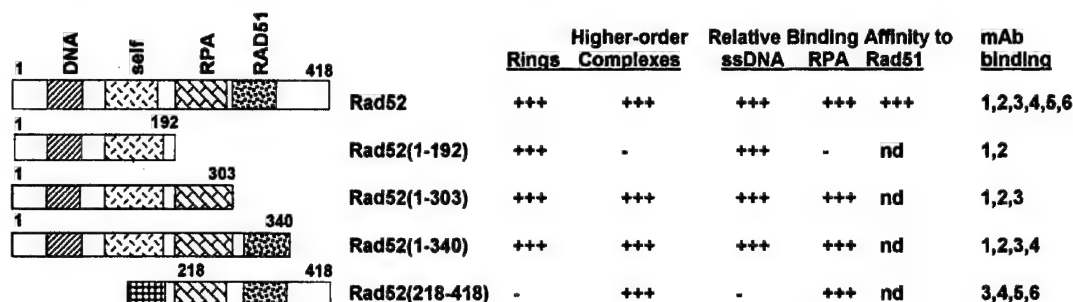 DNA
self
RPA
RAD51
Higher-order Relative Binding Affinity to mAb
Rings Complexes ssDNA RPA Rad51 binding
1 418
Rad52 +++ +++ +++ +++ +++ 1,2,3,4,5,6
1 192
Rad52(1-192) +++ - +++ - nd 1,2
1 303
Rad52(1-303) +++ +++ +++ +++ nd 1,2,3
1 340
Rad52(1-340) +++ +++ +++ +++ nd 1,2,3,4
218 418
Rad52(218-418) - +++ - +++ nd 3,4,5,6